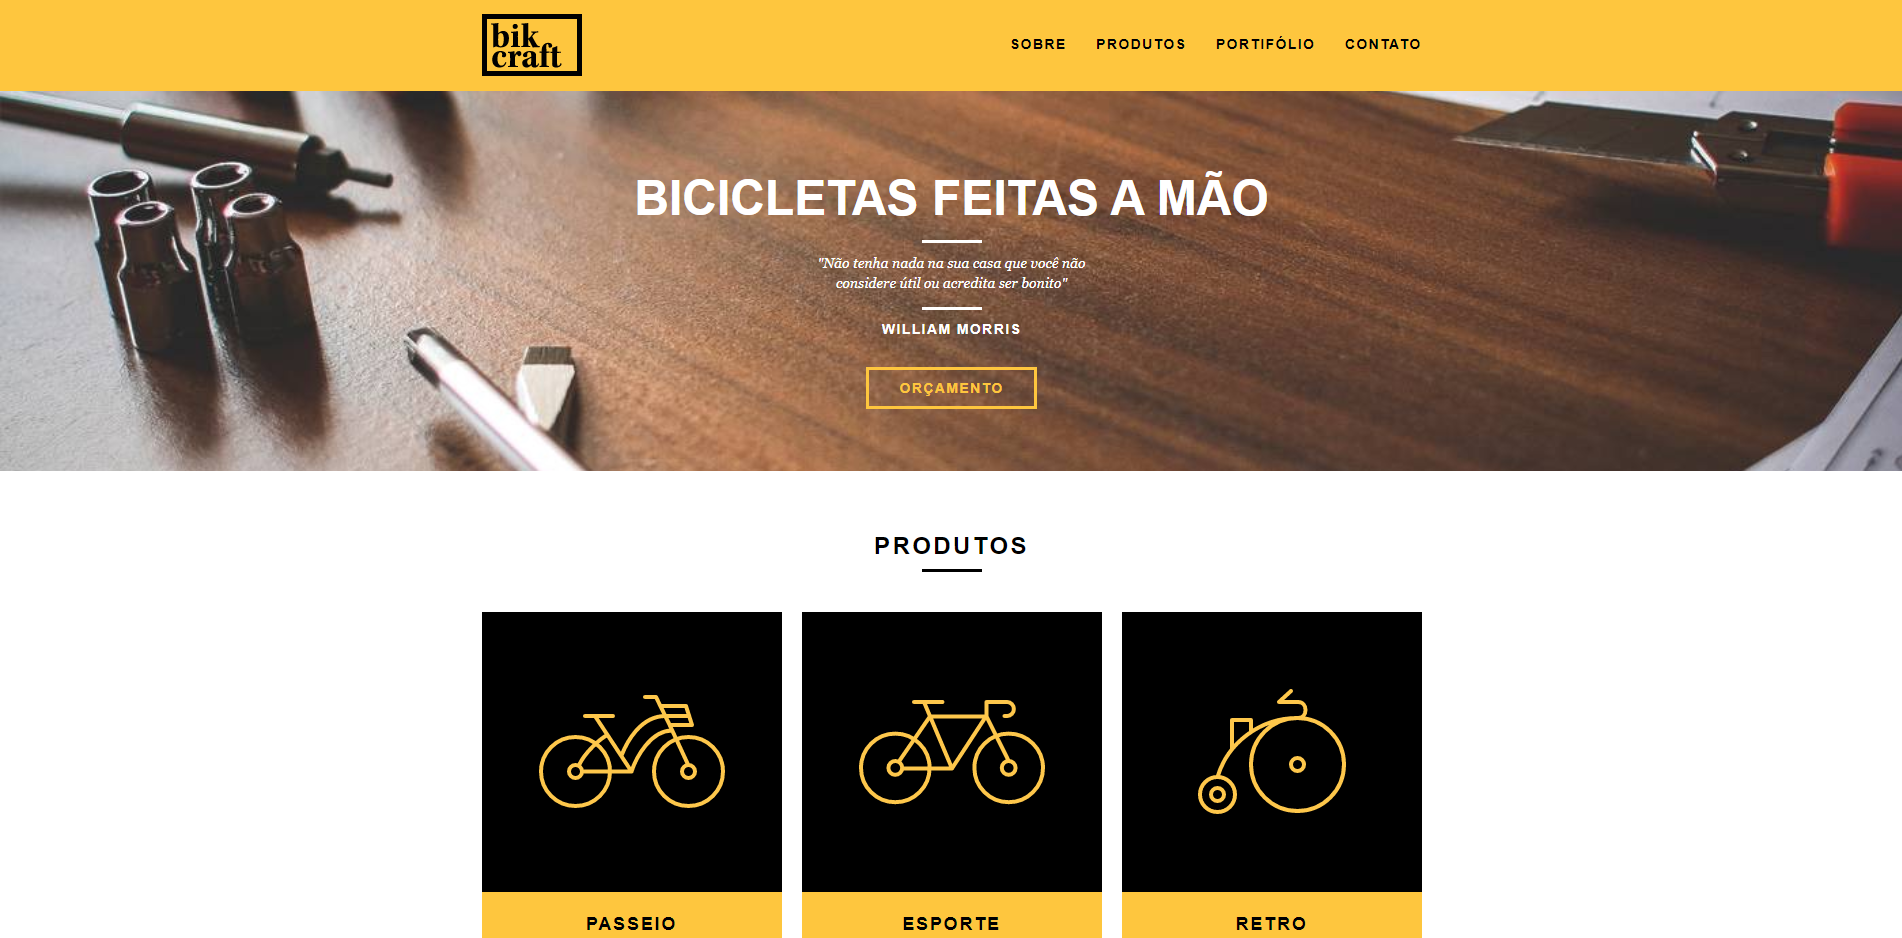 bik
craft
SOBRE PRODUTOS PORTIFÓLIO CONTATO
BICICLETAS FEITAS A MÃO
"Não tenha nada na sua casa que você não
considere útil ou acredita ser bonito"
WILLIAM MORRIS
ORÇAMENTO
PRODUTOS
PASSEIO ESPORTE RETRO